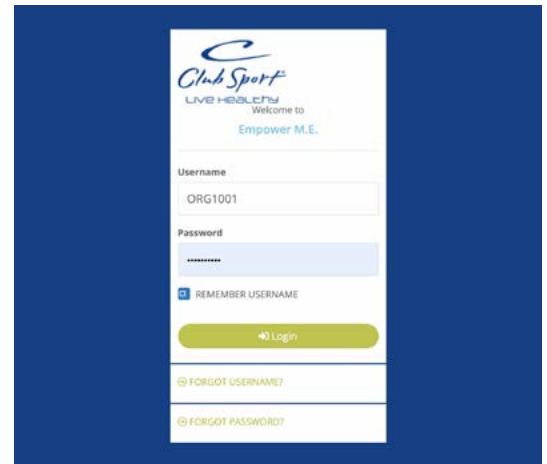 Club Sport
LIVE HEALTHY
Welcome to
Empower M.E.
Username
ORG1001
Password
••••••••••
REMEMBER USERNAME
Login
FORGOT USERNAME?
FORGOT PASSWORD?